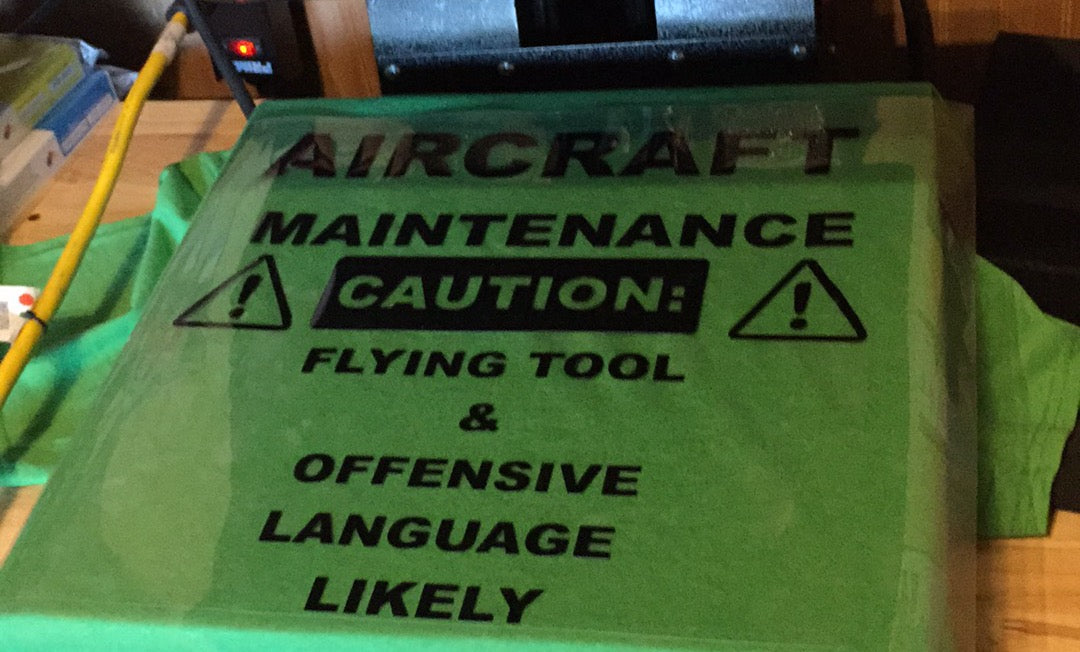 AIRCRAFT
MAINTENANCE
CAUTION:
FLYING TOOL
&
OFFENSIVE
LANGUAGE
LIKELY